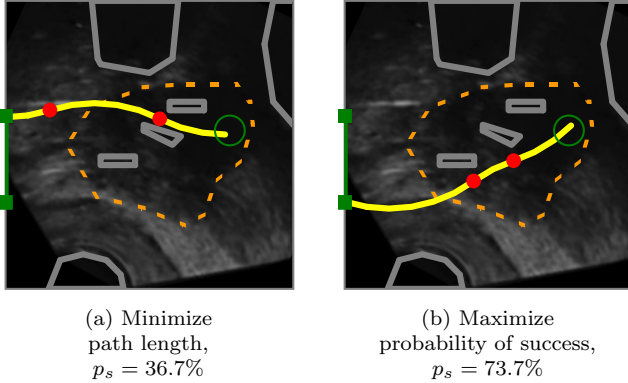 (a) Minimize
path length,
p_s = 36.7%
(b) Maximize
probability of success,
p_s = 73.7%